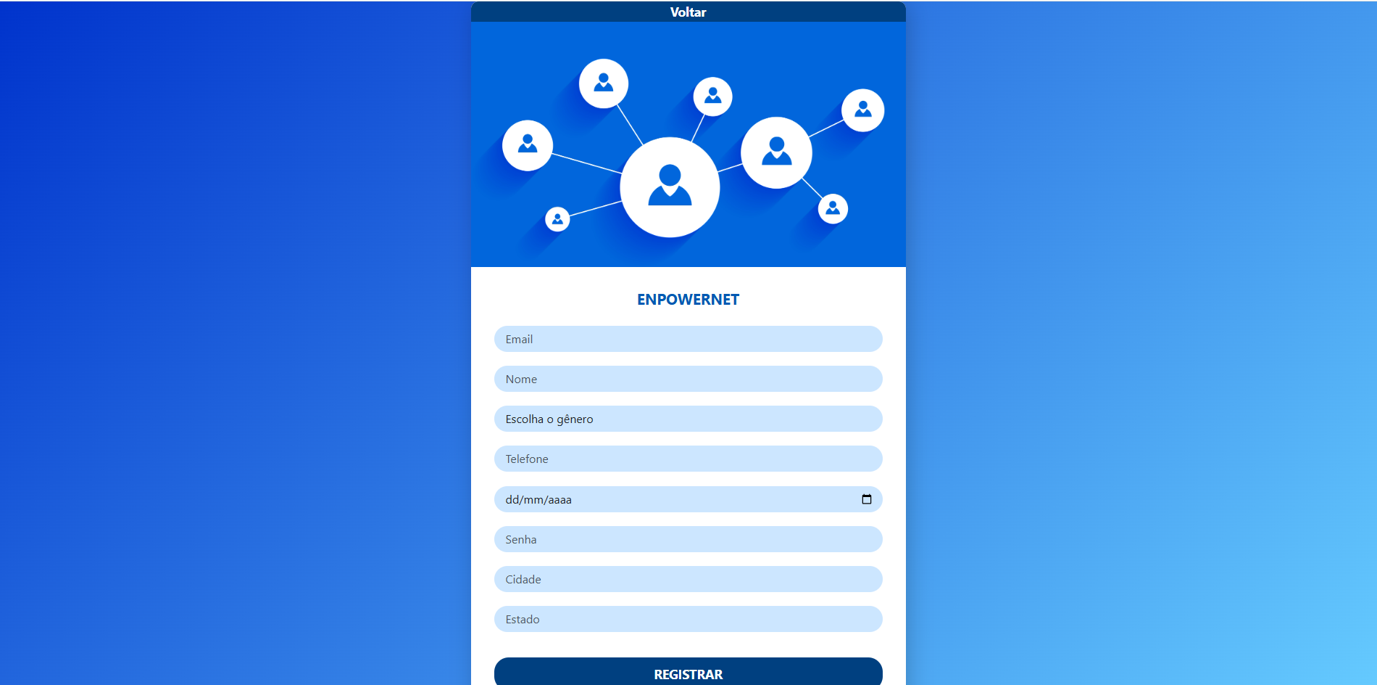 Voltar
ENPOWERNET
Email
Nome
Escolha o gênero
Telefone
dd/mm/aaaa
Senha
Cidade
Estado
REGISTRAR